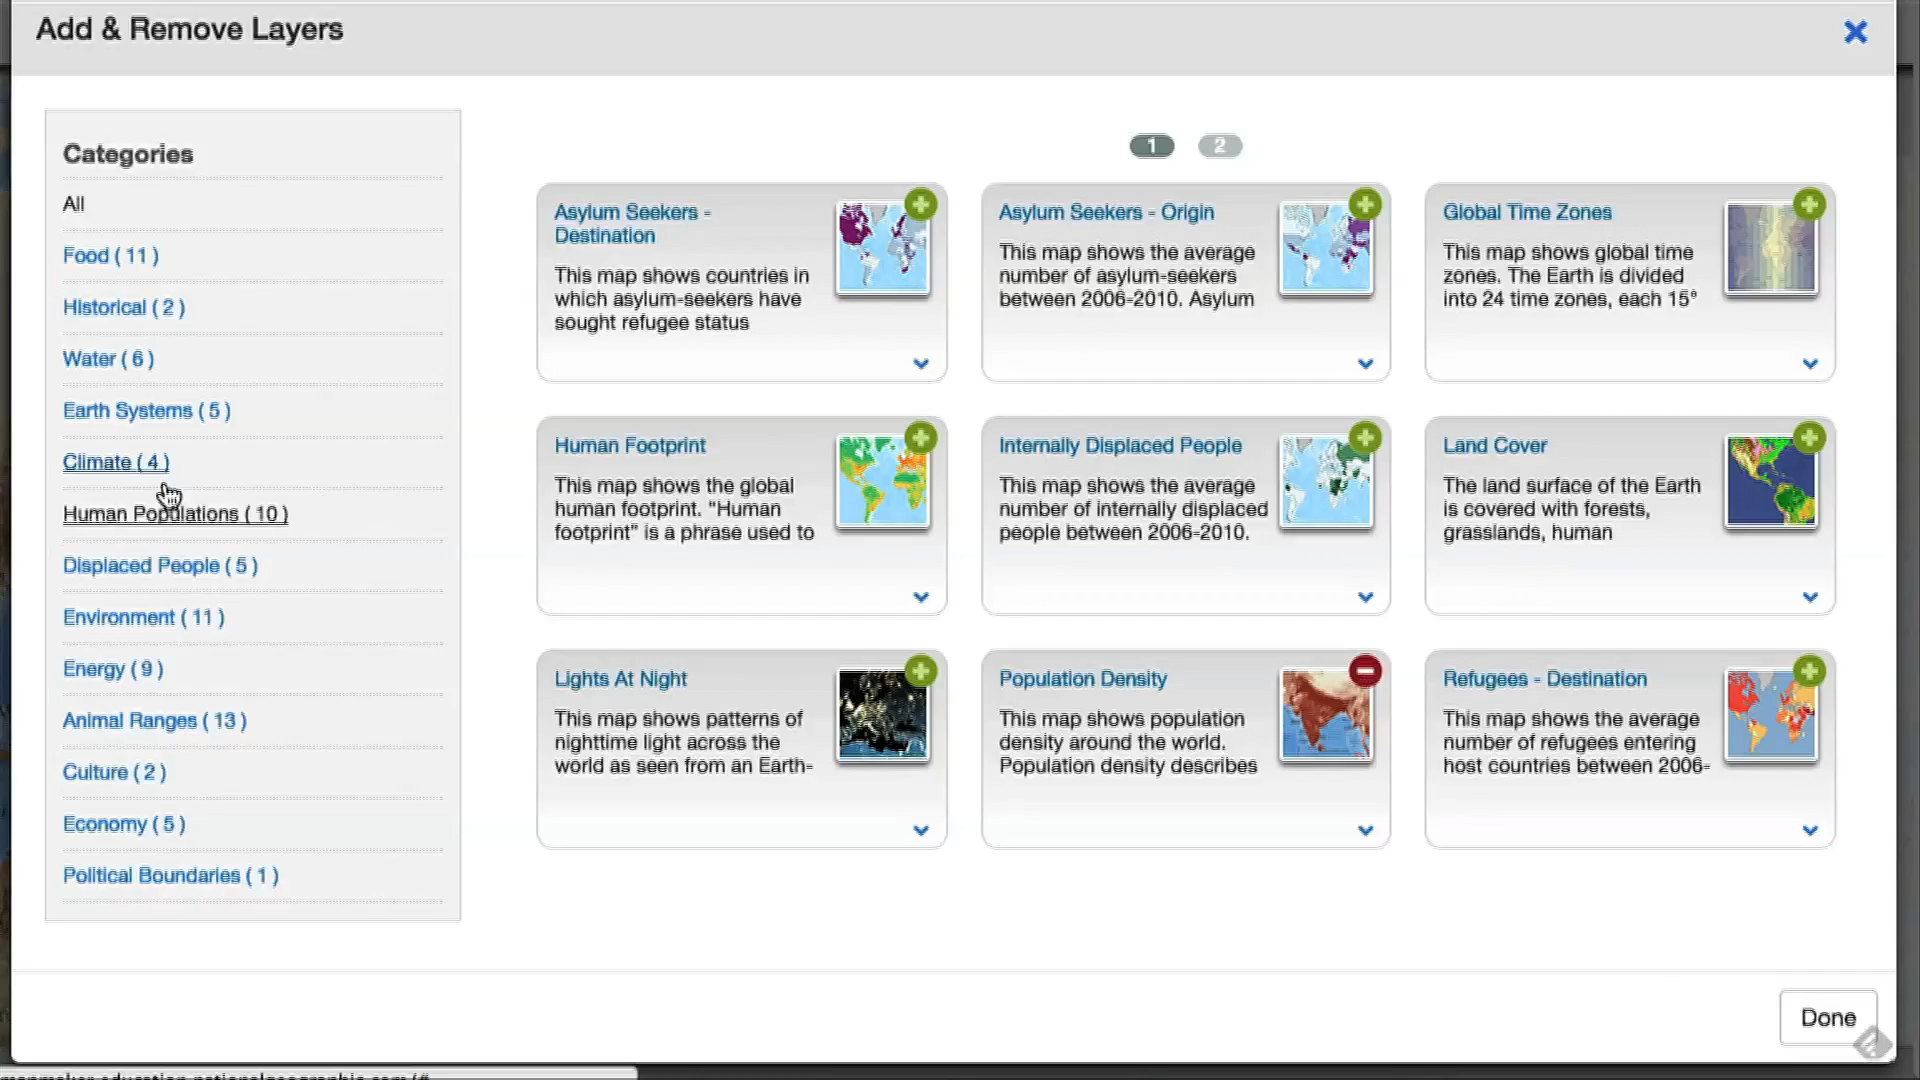 Add & Remove Layers
Categories
All
Food ( 11 )
Historical ( 2 )
Water ( 6 )
Earth Systems ( 5 )
Climate ( 4 )
Human Populations ( 10 )
Displaced People ( 5 )
Environment ( 11 )
Energy ( 9 )
Animal Ranges ( 13 )
Culture ( 2 )
Economy ( 5 )
Political Boundaries ( 1 )
1
2
Asylum Seekers -
Destination
This map shows countries in
which asylum-seekers have
sought refugee status
Asylum Seekers - Origin
This map shows the average
number of asylum-seekers
between 2006-2010. Asylum
Global Time Zones
This map shows global time
zones. The Earth is divided
into 24 time zones, each 15°
Human Footprint
This map shows the global
human footprint. "Human
footprint" is a phrase used to
Internally Displaced People
This map shows the average
number of internally displaced
people between 2006-2010.
Land Cover
The land surface of the Earth
is covered with forests,
grasslands, human
Lights At Night
This map shows patterns of
nighttime light across the
world as seen from an Earth-
Population Density
This map shows population
density around the world.
Population density describes
Refugees - Destination
This map shows the average
number of refugees entering
host countries between 2006-
Done